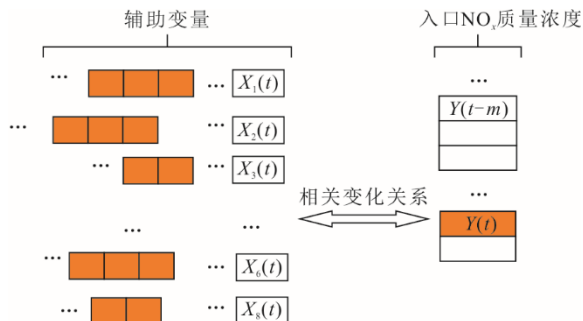 辅助变量
入口NOₓ质量浓度
... ... X₁(t)
... ... X₂(t)
... ... X₃(t)
... ...
... ... X₆(t)
... ... X₈(t)
相关变化关系
...
Y(t-m)
...
Y(t)